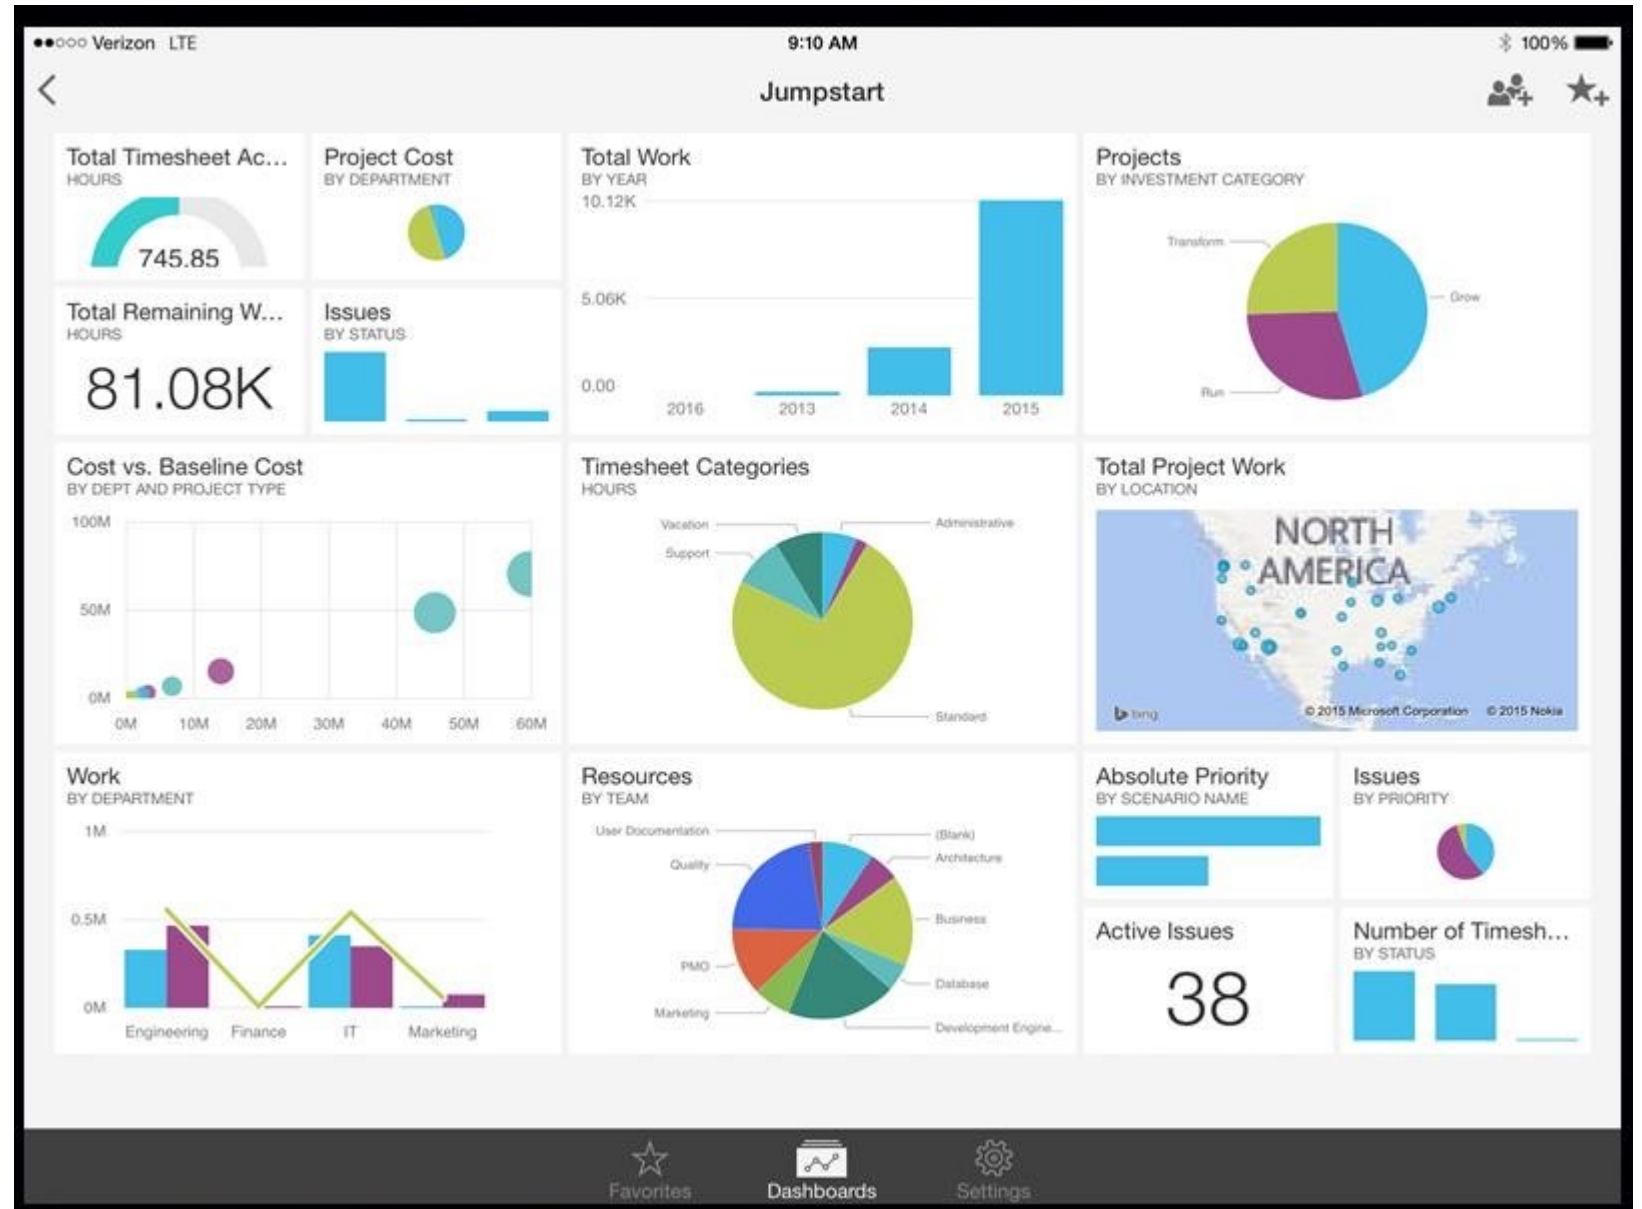 Verizon LTE
9:10 AM
100%
Jumpstart
Total Timesheet Ac...
HOURS
745.85
Project Cost
BY DEPARTMENT
Total Work
BY YEAR
10.12K
5.06K
0.00
2016 2013 2014 2015
Projects
BY INVESTMENT CATEGORY
Transform
Grow
Run
Total Remaining W...
HOURS
81.08K
Issues
BY STATUS
Cost vs. Baseline Cost
BY DEPT AND PROJECT TYPE
100M
50M
0M
0M 10M 20M 30M 40M 50M 60M
Timesheet Categories
HOURS
Vacation
Administrative
Support
Standard
Total Project Work
BY LOCATION
NORTH
AMERICA
bing
© 2015 Microsoft Corporation © 2015 Nokia
Work
BY DEPARTMENT
1M
0.5M
0M
Engineering Finance IT Marketing
Resources
BY TEAM
User Documentation
(Blank)
Architecture
Quality
Business
PMO
Database
Marketing
Development Engine...
Absolute Priority
BY SCENARIO NAME
Issues
BY PRIORITY
Active Issues
38
Number of Timesh...
BY STATUS
Favorites
Dashboards
Settings